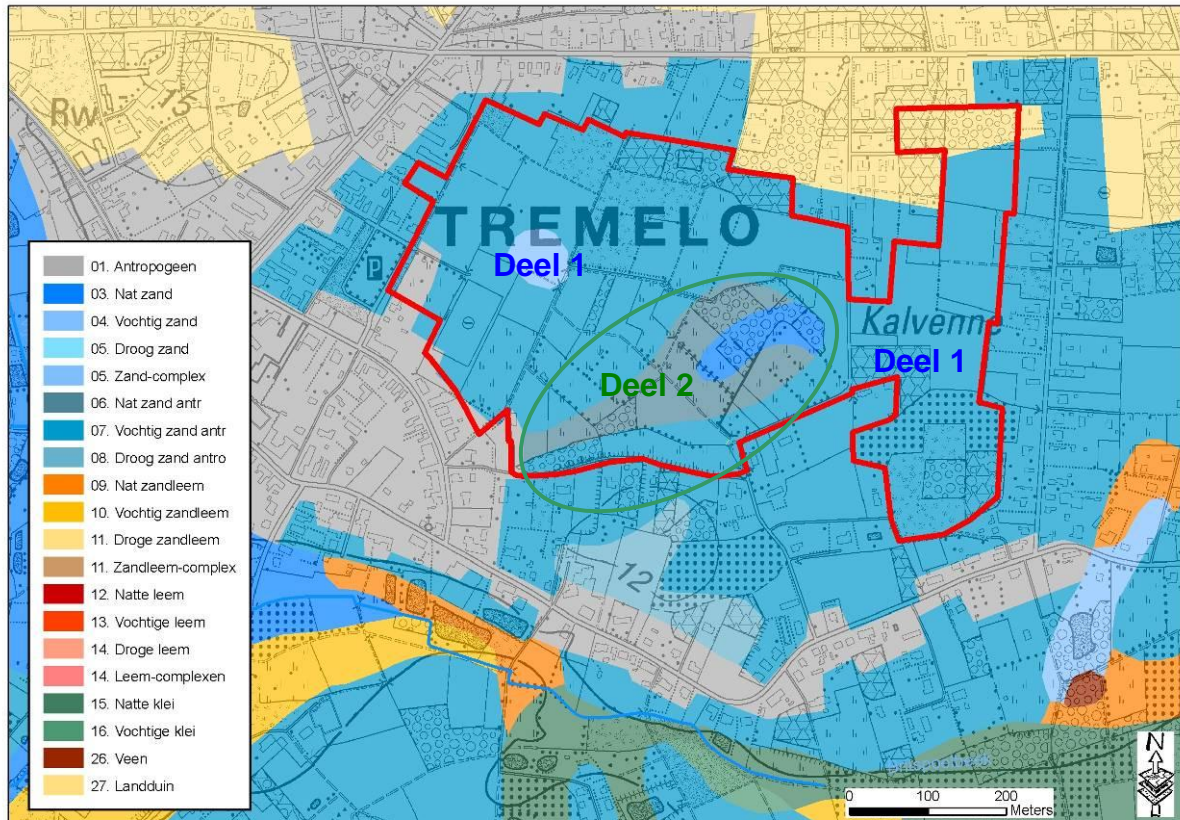 Rw
15
TREMELO
Deel 1
P
Kalvenne
Deel 1
Deel 2
12
01. Antropogeen
03. Nat zand
04. Vochtig zand
05. Droog zand
05. Zand-complex
06. Nat zand antr
07. Vochtig zand antr
08. Droog zand antro
09. Nat zandleem
10. Vochtig zandleem
11. Droge zandleem
11. Zandleem-complex
12. Natte leem
13. Vochtige leem
14. Droge leem
14. Leem-complexen
15. Natte klei
16. Vochtige klei
26. Veen
27. Landduin
N
0 100 200
Meters